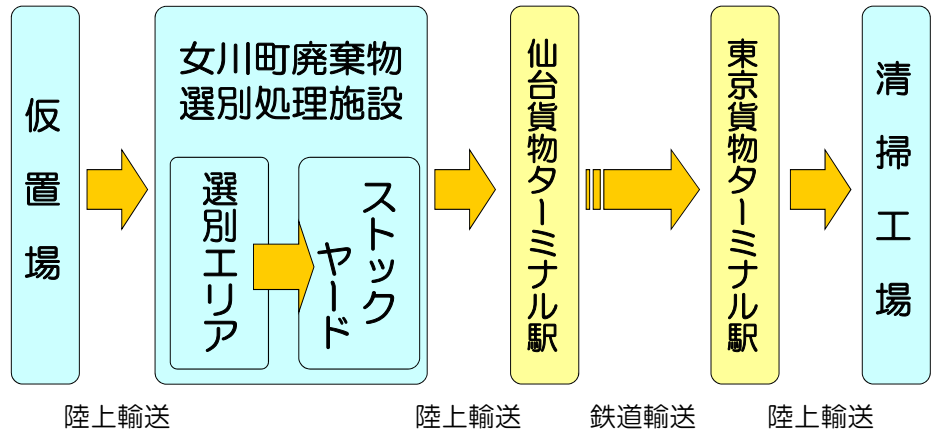 仮置場
女川町廃棄物
選別処理施設
選別エリア
ストック
ヤード
仙台貨物ターミナル駅
東京貨物ターミナル駅
清掃工場
陸上輸送
陸上輸送
鉄道輸送
陸上輸送